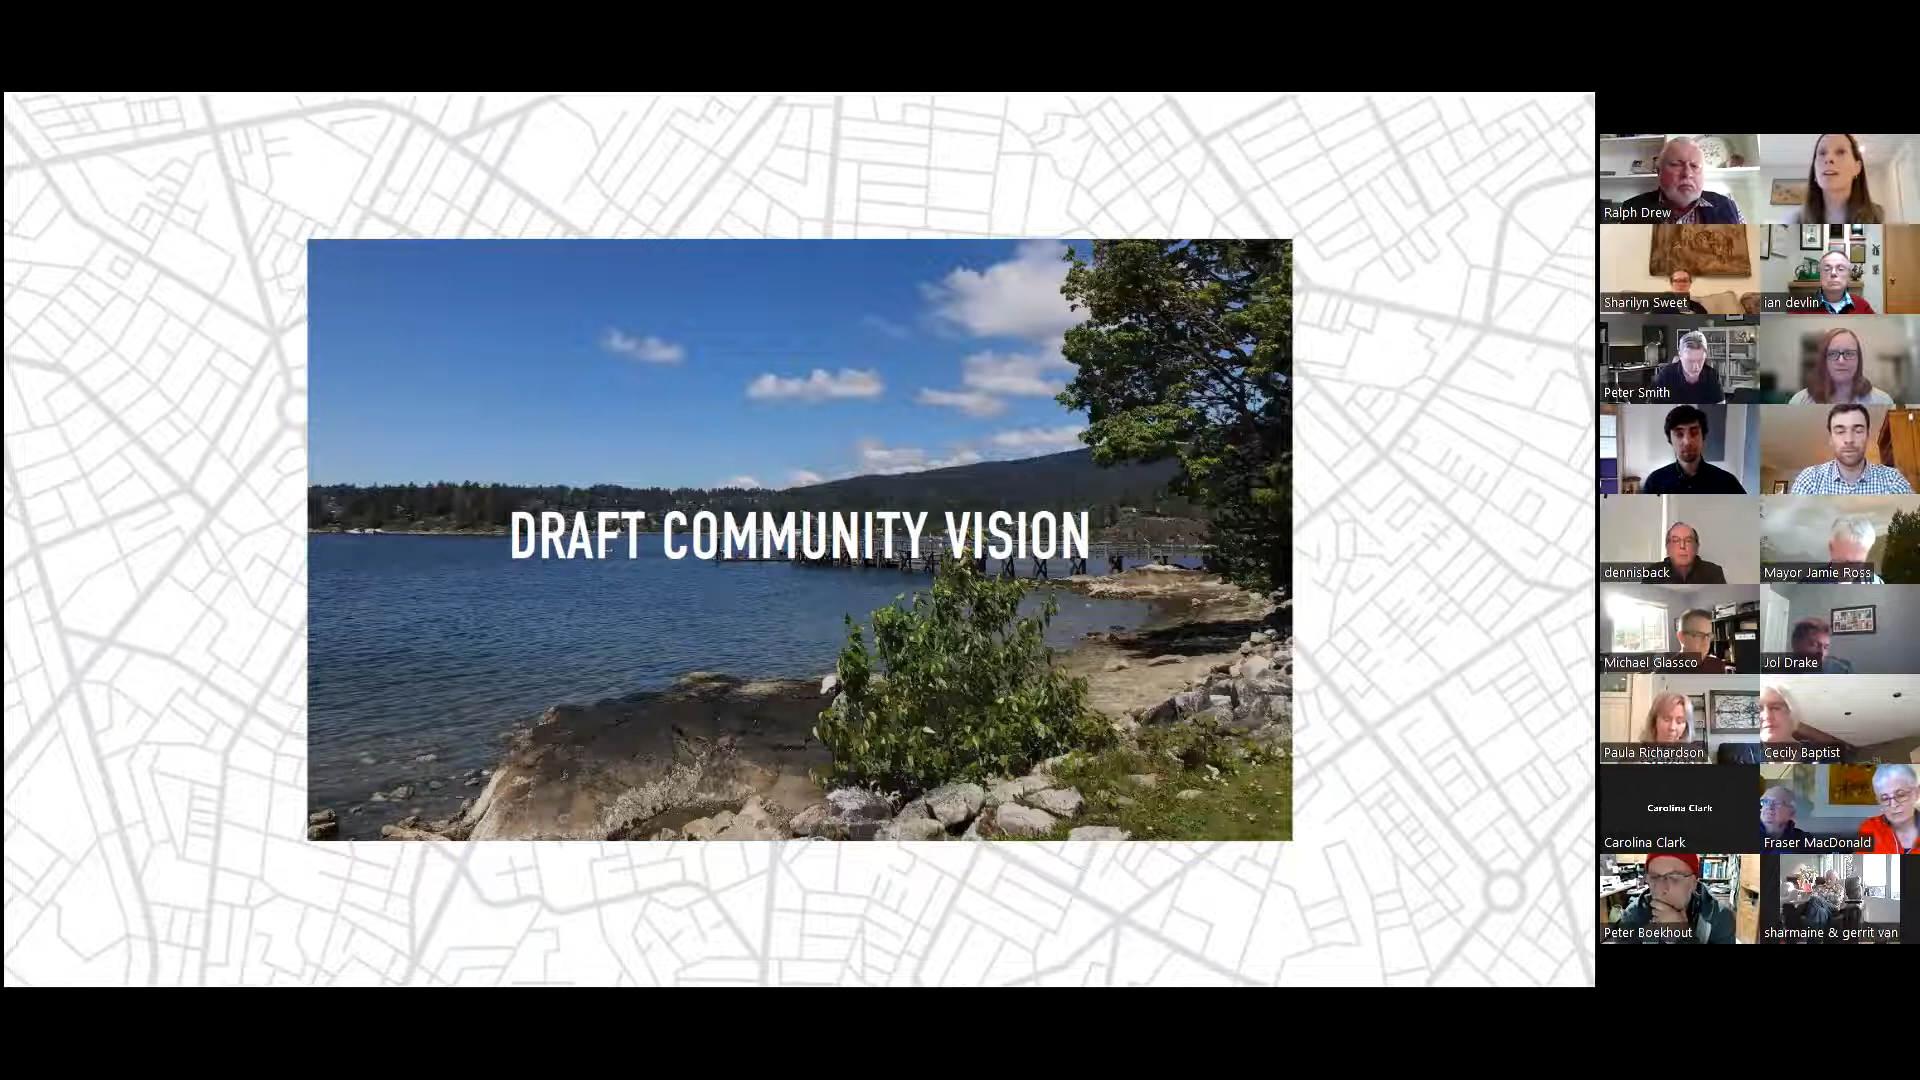 DRAFT COMMUNITY VISION
Ralph Drew
Sharilyn Sweet
ian devlin
Peter Smith
dennisback
Mayor Jamie Ross
Michael Glassco
Jol Drake
Paula Richardson
Cecily Baptist
Carolina Clark
Carolina Clark
Fraser MacDonald
Peter Boekhout
sharmaine & gerrit van